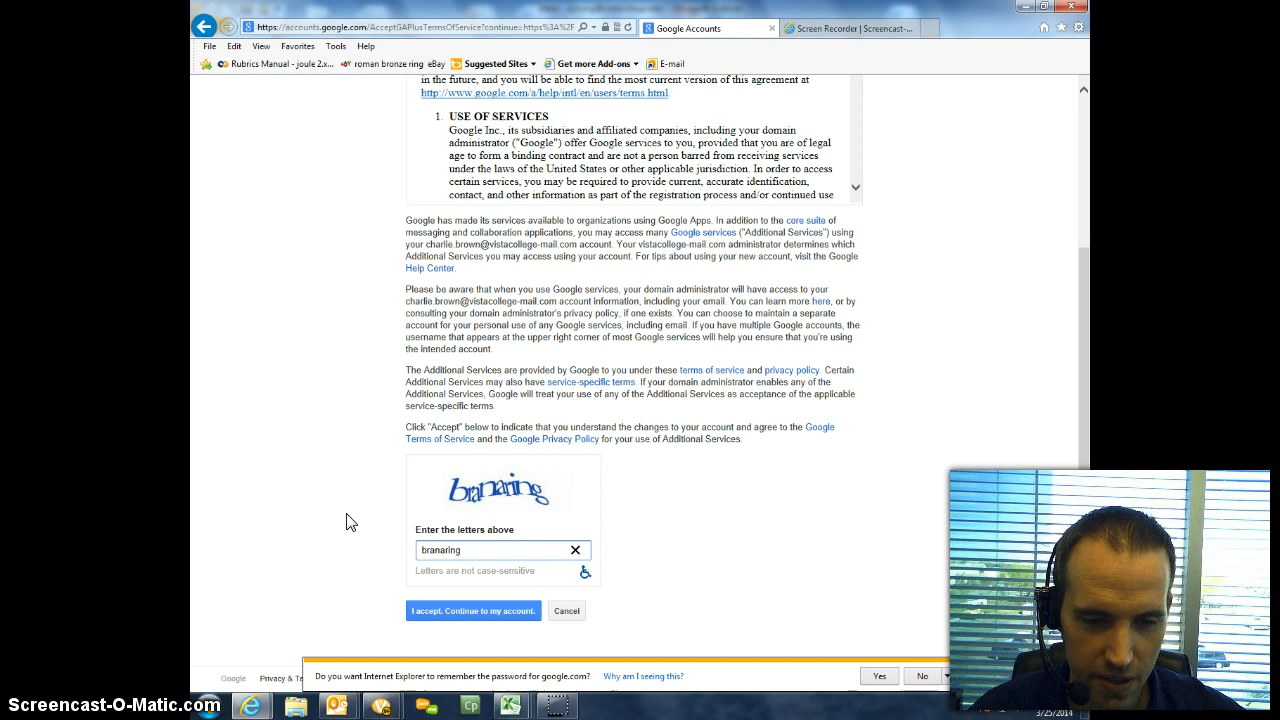 https://accounts.google.com/AcceptGAPlusTermsOfService?continue=https%3A%2F
Google Accounts
Screen Recorder | Screencast-...
File Edit View Favorites Tools Help
Rubrics Manual - joule 2.x...
roman bronze ring eBay
Suggested Sites
Get more Add-ons
E-mail
in the future, and you will be able to find the most current version of this agreement at
http://www.google.com/a/help/intl/en/users/terms.html.
1. USE OF SERVICES
Google Inc., its subsidiaries and affiliated companies, including your domain
administrator ("Google") offer Google services to you, provided that you are of legal
age to form a binding contract and are not a person barred from receiving services
under the laws of the United States or other applicable jurisdiction. In order to access
certain services, you may be required to provide current, accurate identification,
contact, and other information as part of the registration process and/or continued use
Google has made its services available to organizations using Google Apps. In addition to the core suite of
messaging and collaboration applications, you may access many Google services ("Additional Services") using
your charlie.brown@vistacollege-mail.com account. Your vistacollege-mail.com administrator determines which
Additional Services you may access using your account. For tips about using your new account, visit the Google
Help Center.
Please be aware that when you use Google services, your domain administrator will have access to your
charlie.brown@vistacollege-mail.com account information, including your email. You can learn more here, or by
consulting your domain administrator's privacy policy, if one exists. You can choose to maintain a separate
account for your personal use of any Google services, including email. If you have multiple Google accounts, the
username that appears at the upper right corner of most Google services will help you ensure that you're using
the intended account.
The Additional Services are provided by Google to you under these terms of service and privacy policy. Certain
Additional Services may also have service-specific terms. If your domain administrator enables any of the
Additional Services, Google will treat your use of any of the Additional Services as acceptance of the applicable
service-specific terms.
Click "Accept" below to indicate that you understand the changes to your account and agree to the Google
Terms of Service and the Google Privacy Policy for your use of Additional Services.
branaring
Enter the letters above
branaring
Letters are not case-sensitive
I accept. Continue to my account.
Cancel
Google Privacy & Te
Do you want Internet Explorer to remember the password for google.com? Why am I seeing this? Yes No
Screencast-O-Matic.com
Cp
3/25/2014